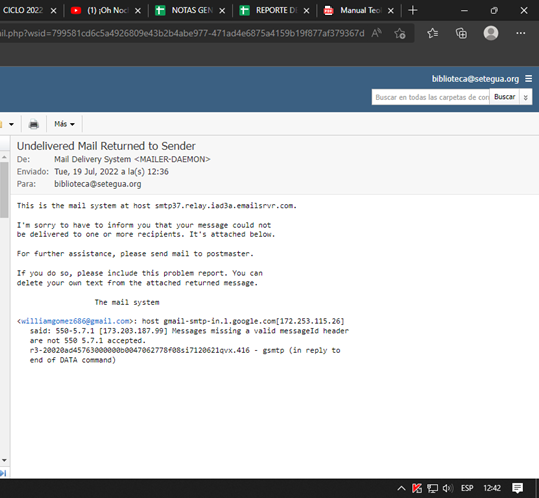 CICLO 2022
(1) ¡Oh Noch
NOTAS GEN
REPORTE DE
Manual Teo
ail.php?wsid=799581cd6c5a4926809e43b2b4abe977-471ad4e6875a4159b19f877af379367d
biblioteca@setegua.org
Buscar en todas las carpetas de cor
Buscar
Más
Undelivered Mail Returned to Sender
De: Mail Delivery System <MAILER-DAEMON>
Enviado: Tue, 19 Jul, 2022 a la(s) 12:36
Para: biblioteca@setegua.org
This is the mail system at host smtp37.relay.iad3a.emailsrvr.com.
I'm sorry to have to inform you that your message could not
be delivered to one or more recipients. It's attached below.
For further assistance, please send mail to postmaster.
If you do so, please include this problem report. You can
delete your own text from the attached returned message.
The mail system
<williamgomez686@gmail.com>: host gmail-smtp-in.l.google.com[172.253.115.26]
said: 550-5.7.1 [173.203.187.99] Messages missing a valid messageId header
are not 550 5.7.1 accepted.
r3-20020ad45763000000b0047062778f08si7120621qvx.416 - gsmtp (in reply to
end of DATA command)
ESP
12:42